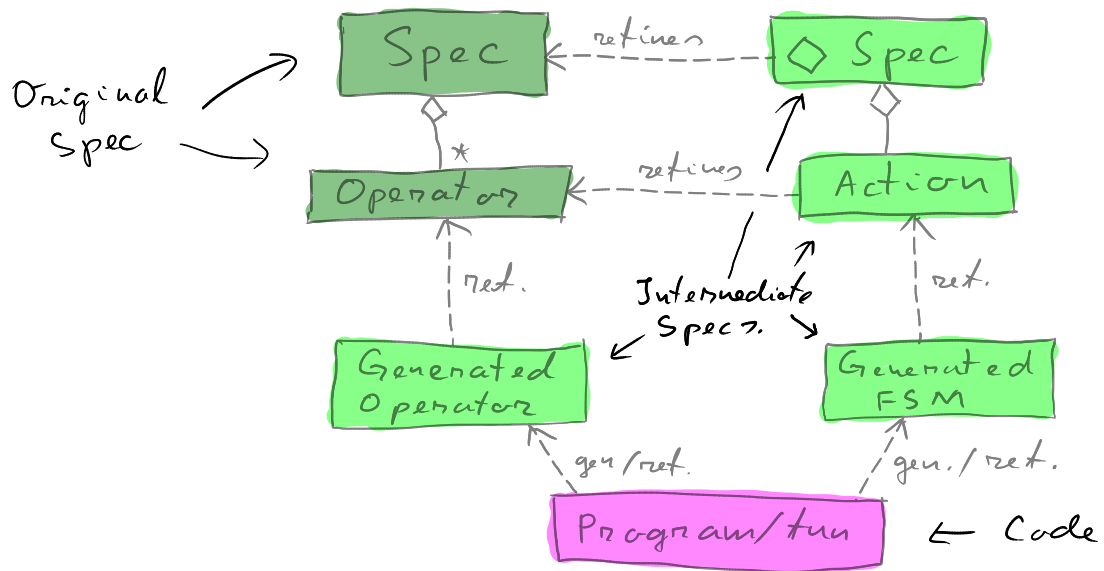 Spec
refines
◇ Spec
Original
Spec
*
Operator
refines
Action
ref.
Intermediate
Specs.
ref.
Generated
Operator
Generated
FSM
gen/ref.
gen./ref.
Program/fun
← Code